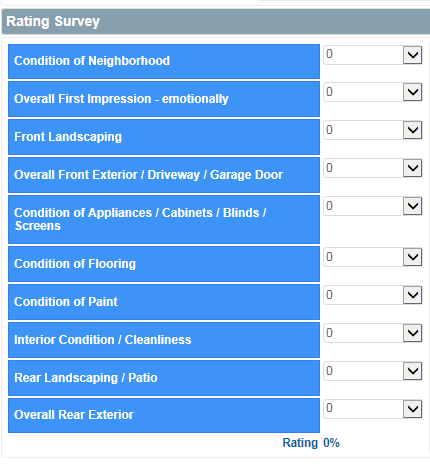 Rating Survey
Condition of Neighborhood 0
Overall First Impression - emotionally 0
Front Landscaping 0
Overall Front Exterior / Driveway / Garage Door 0
Condition of Appliances / Cabinets / Blinds / 0
Screens
Condition of Flooring 0
Condition of Paint 0
Interior Condition / Cleanliness 0
Rear Landscaping / Patio 0
Overall Rear Exterior 0
Rating 0%